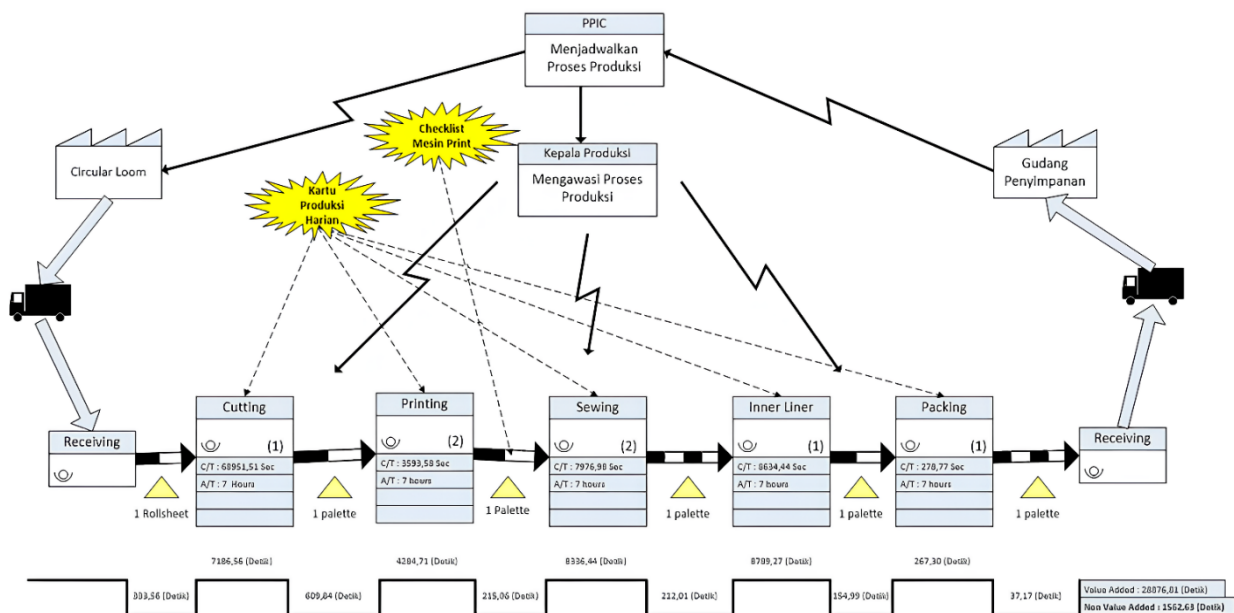 PPIC
Menjadwalkan
Proses Produksi
Checklist
Mesin Print
Kepala Produksi
Mengawasi Proses
Produksi
Circular Loom
Gudang
Penyimpanan
Kartu
Produksi
Harian
Receiving
Cutting
(1)
C/T : 68951,51 Sec
A/T : 7 Hours
Printing
(2)
C/T : 3593,58 Sec
A/T : 7 hours
Sewing
(2)
C/T : 7976,98 Sec
A/T : 7 hours
Inner Liner
(1)
C/T : 8634,44 Sec
A/T : 7 hours
Packing
(1)
C/T : 278,77 Sec
A/T : 7 hours
Receiving
1 Rollsheet
1 palette
1 Palette
1 palette
1 palette
1 palette
7186,56 (Detik)
4284,71 (Detik)
8336,44 (Detik)
8789,27 (Detik)
267,30 (Detik)
333,56 (Detik)
609,84 (Detik)
215,06 (Detik)
212,01 (Detik)
154,99 (Detik)
37,17 (Detik)
Value Added : 28876,81 (Detik)
Non Value Added : 1562,63 (Detik)